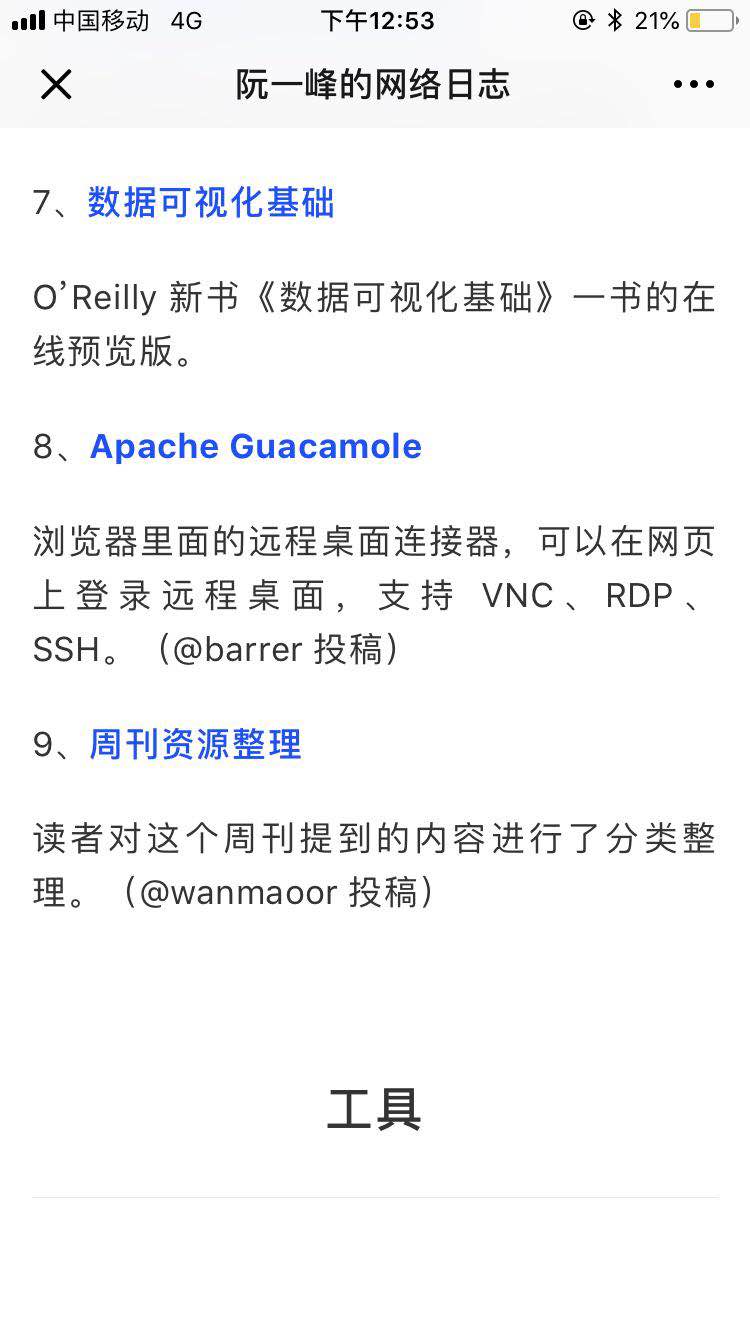 中国移动 4G 下午12:53 21%
阮一峰的网络日志
7、数据可视化基础
O’Reilly 新书《数据可视化基础》一书的在
线预览版。
8、Apache Guacamole
浏览器里面的远程桌面连接器，可以在网页
上登录远程桌面，支持 VNC、RDP、
SSH。（@barrer 投稿）
9、周刊资源整理
读者对这个周刊提到的内容进行了分类整
理。（@wanmaoor 投稿）
工具